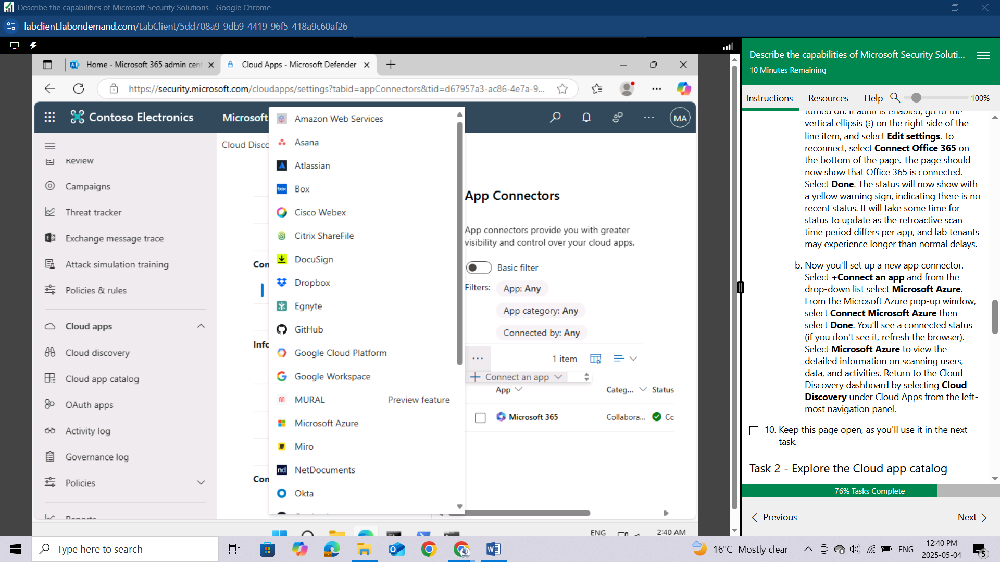 Describe the capabilities of Microsoft Security Solutions - Google Chrome
labclient.labondemand.com/LabClient/5dd708a9-9db9-4419-96f5-418a9c60af26
Home - Microsoft 365 admin cent
Cloud Apps - Microsoft Defender
https://security.microsoft.com/cloudapps/settings?tabid=appConnectors&tid=d67957a3-ac86-4e7a-9...
Contoso Electronics
Microsoft
MA
Review
Campaigns
Threat tracker
Exchange message trace
Attack simulation training
Policies & rules
Cloud apps
Cloud discovery
Cloud app catalog
OAuth apps
Activity log
Governance log
Policies
Reports
Cloud Disco
Con
Info
Con
Amazon Web Services
Asana
Atlassian
box Box
Cisco Webex
Citrix ShareFile
DocuSign
Dropbox
Egnyte
GitHub
Google Cloud Platform
Google Workspace
MURAL Preview feature
Microsoft Azure
Miro
nd NetDocuments
Okta
App Connectors
App connectors provide you with greater
visibility and control over your cloud apps.
Basic filter
Filters: App: Any
App category: Any
Connected by: Any
1 item
Connect an app
App Categ... Status
Microsoft 365 Collabora... Cc
ENG 2:40 AM
Describe the capabilities of Microsoft Security Soluti...
10 Minutes Remaining
Instructions Resources Help 100%
turned on. If audit is enabled, go to the
vertical ellipsis (⋮) on the right side of the
line item, and select Edit settings. To
reconnect, select Connect Office 365 on
the bottom of the page. The page should
now show that Office 365 is connected.
Select Done. The status will now show with
a yellow warning sign, indicating there is no
recent status. It will take some time for
status to update as the retroactive scan
time period differs per app, and lab tenants
may experience longer than normal delays.
b. Now you'll set up a new app connector.
Select +Connect an app and from the
drop-down list select Microsoft Azure.
From the Microsoft Azure pop-up window,
select Connect Microsoft Azure then
select Done. You'll see a connected status
(if you don't see it, refresh the browser).
Select Microsoft Azure to view the
detailed information on scanning users,
data, and activities. Return to the Cloud
Discovery dashboard by selecting Cloud
Discovery under Cloud Apps from the left-
most navigation panel.
10. Keep this page open, as you'll use it in the next
task.
Task 2 - Explore the Cloud app catalog
76% Tasks Complete
Previous Next
Type here to search
16°C Mostly clear
ENG
12:40 PM
2025-05-04
5